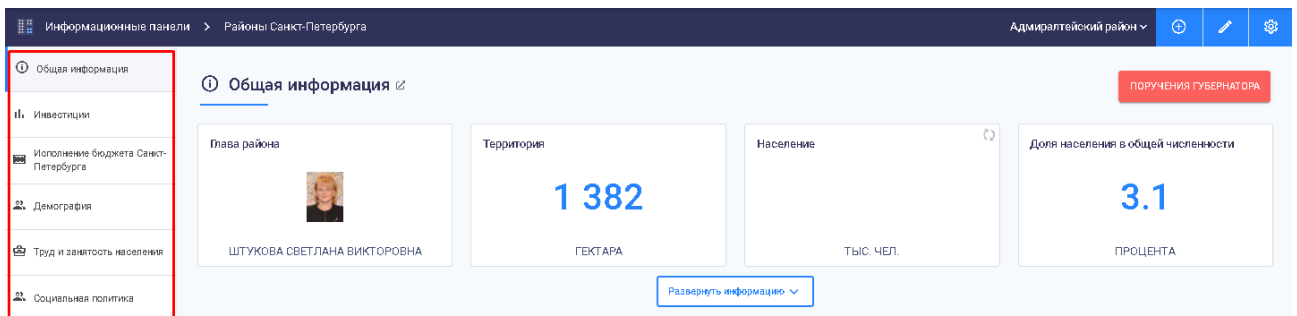 Информационные панели > Районы Санкт-Петербурга
Адмиралтейский район
Общая информация
Инвестиции
Исполнение бюджета Санкт-
Петербурга
Демография
Труд и занятость населения
Социальная политика
Общая информация
ПОРУЧЕНИЯ ГУБЕРНАТОРА
Глава района
ШТУКОВА СВЕТЛАНА ВИКТОРОВНА
Территория
1 382
ГЕКТАРА
Население
ТЫС. ЧЕЛ.
Доля населения в общей численности
3.1
ПРОЦЕНТА
Развернуть информацию